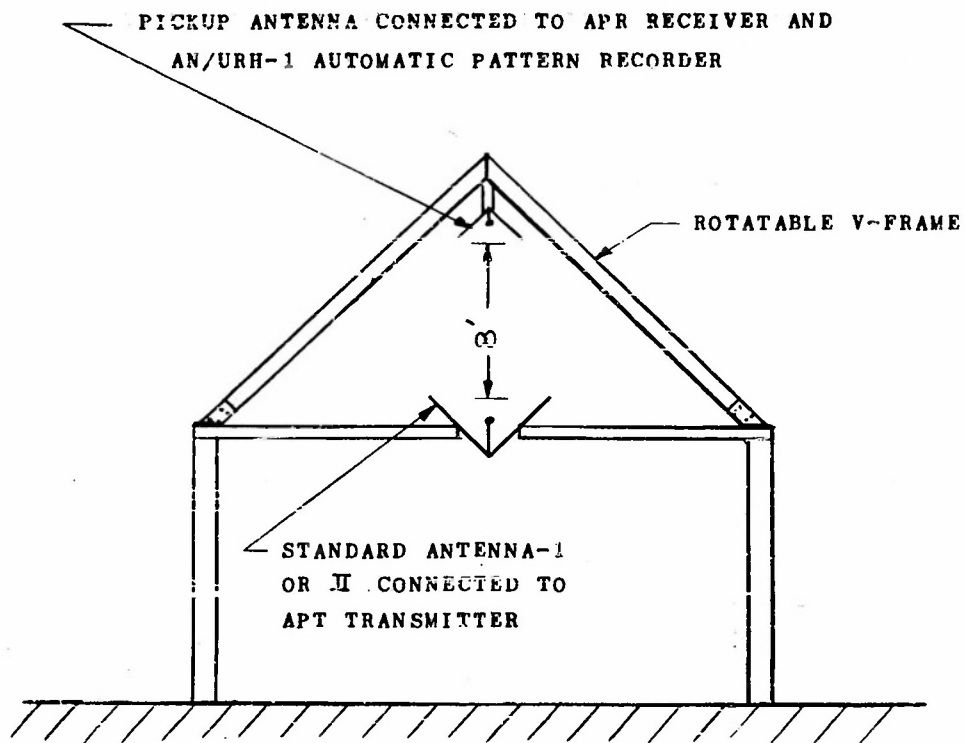 PICKUP ANTENNA CONNECTED TO APR RECEIVER AND
AN/URH-1 AUTOMATIC PATTERN RECORDER
ROTATABLE V-FRAME
8'
STANDARD ANTENNA-1
OR II CONNECTED TO
APT TRANSMITTER